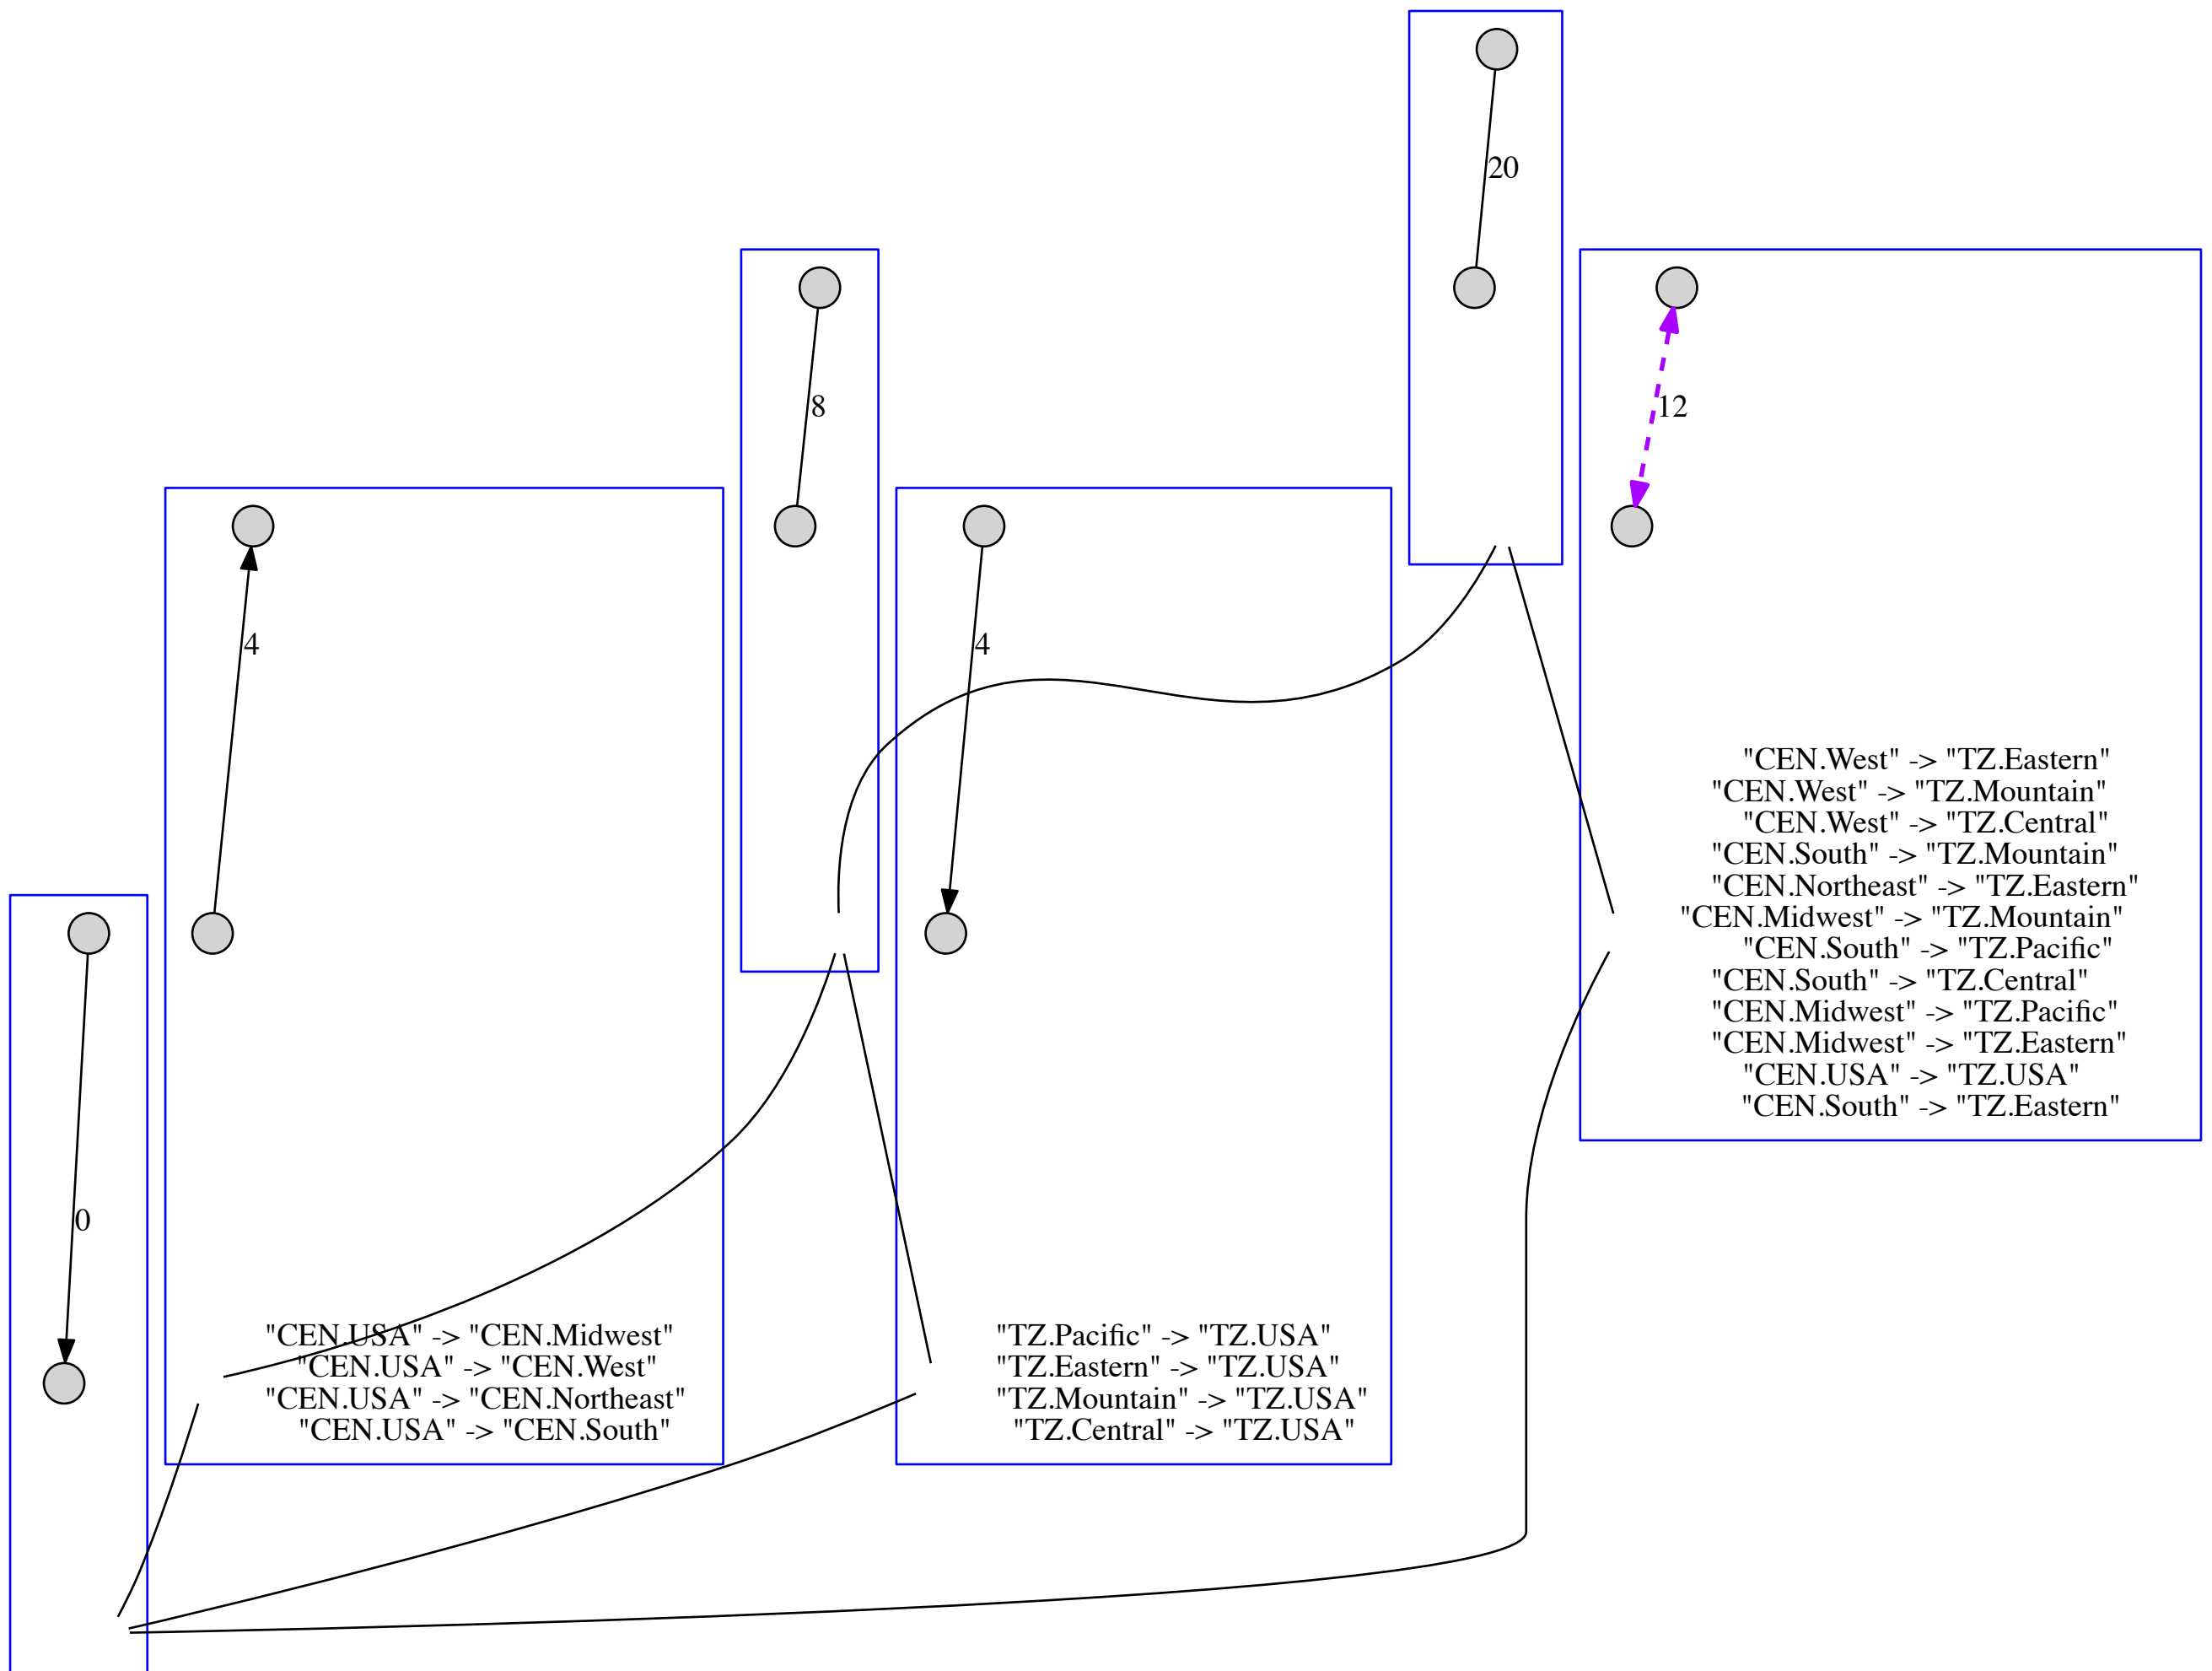 20
8
12
4
4
"CEN.West" -> "TZ.Eastern"
"CEN.West" -> "TZ.Mountain"
"CEN.West" -> "TZ.Central"
"CEN.South" -> "TZ.Mountain"
"CEN.Northeast" -> "TZ.Eastern"
"CEN.Midwest" -> "TZ.Mountain"
"CEN.South" -> "TZ.Pacific"
"CEN.South" -> "TZ.Central"
"CEN.Midwest" -> "TZ.Pacific"
"CEN.Midwest" -> "TZ.Eastern"
"CEN.USA" -> "TZ.USA"
"CEN.South" -> "TZ.Eastern"
0
"CEN.USA" -> "CEN.Midwest"
"CEN.USA" -> "CEN.West"
"CEN.USA" -> "CEN.Northeast"
"CEN.USA" -> "CEN.South"
"TZ.Pacific" -> "TZ.USA"
"TZ.Eastern" -> "TZ.USA"
"TZ.Mountain" -> "TZ.USA"
"TZ.Central" -> "TZ.USA"